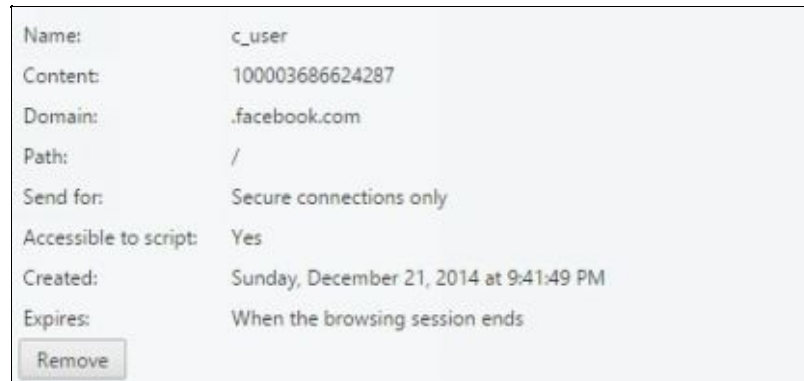 Name: c_user
Content: 100003686624287
Domain: .facebook.com
Path: /
Send for: Secure connections only
Accessible to script: Yes
Created: Sunday, December 21, 2014 at 9:41:49 PM
Expires: When the browsing session ends
Remove